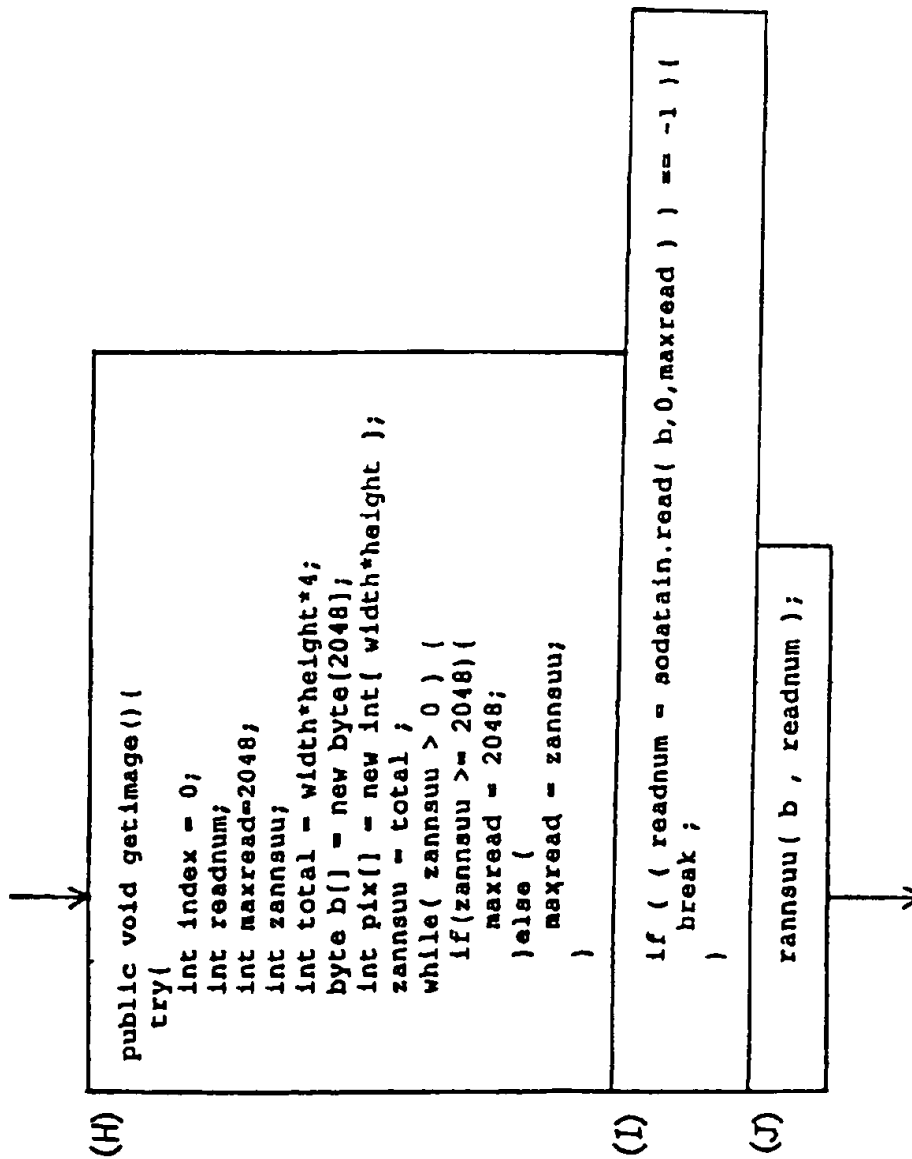 (H)
public void getimage(){
try{
int index = 0;
int readnum;
int maxread=2048;
int zannsuu;
int total = width*height*4;
byte b[] = new byte[2048];
int pix[] = new int[ width*height ];
zannsuu = total ;
while( zannsuu > 0 ) {
if(zannsuu >= 2048){
maxread = 2048;
}else {
maxread = zannsuu;
}
(I)
if ( ( readnum = sodatain.read( b,0,maxread ) ) == -1 ){
break ;
}
(J)
rannsuu( b , readnum );